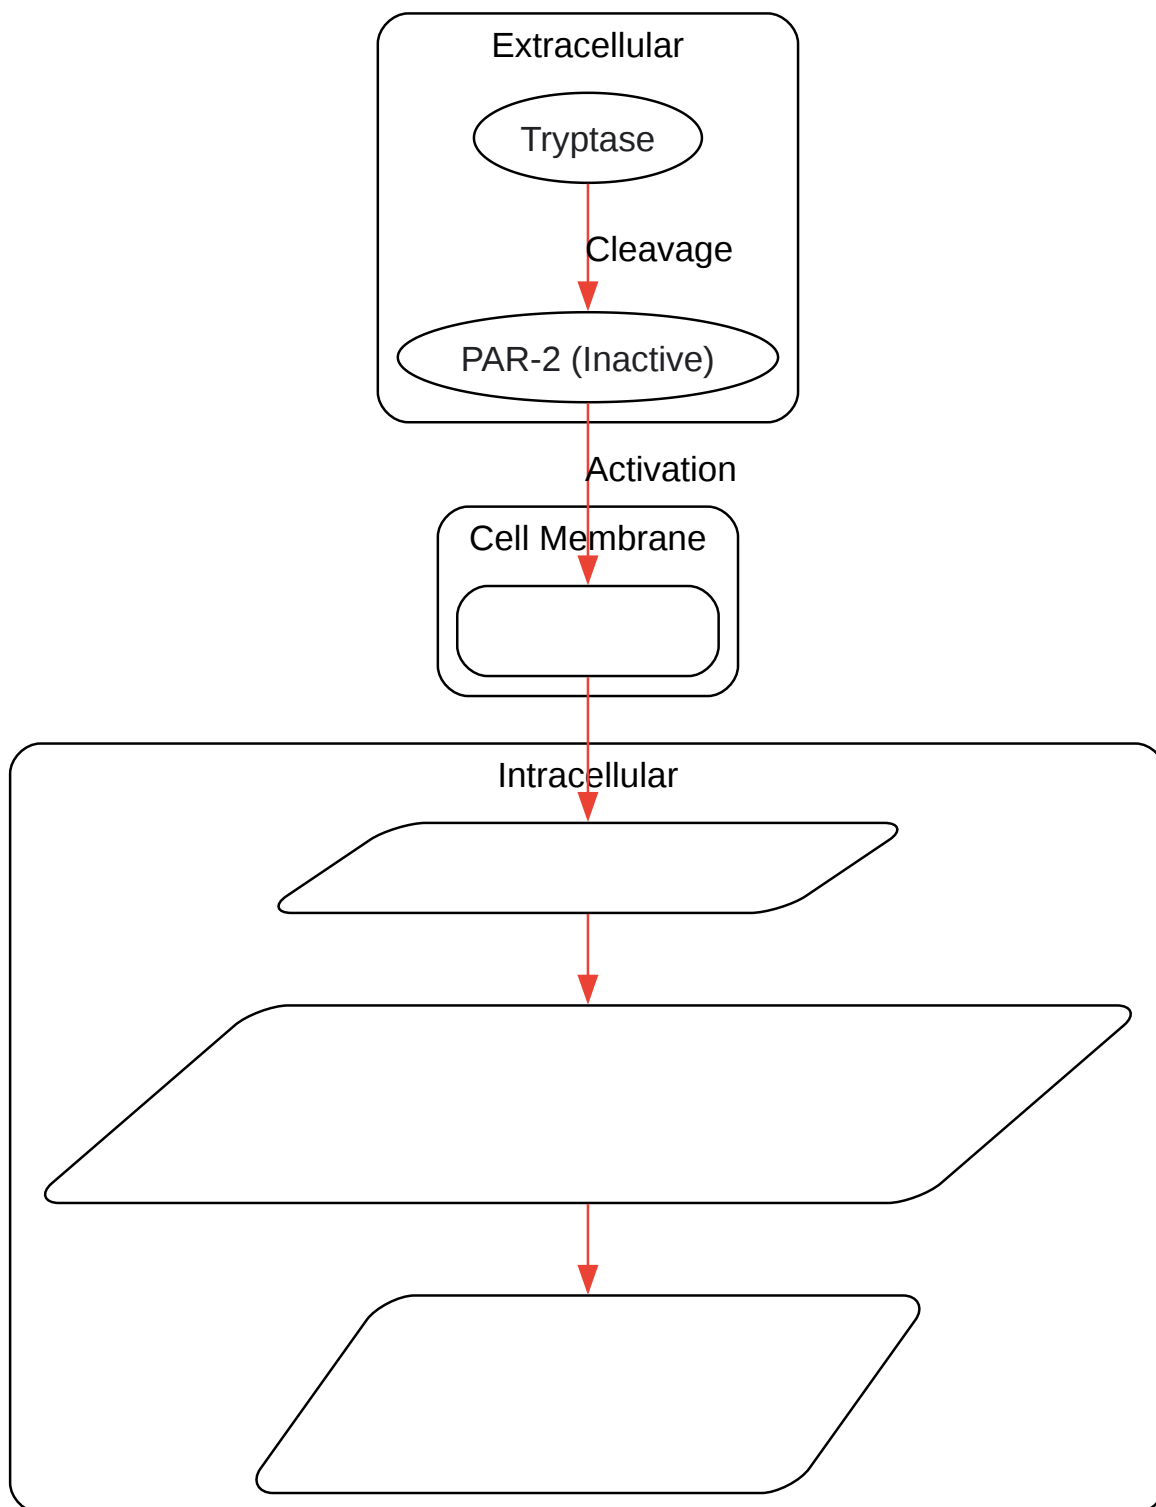 Extracellular
Tryptase
Cleavage
PAR-2 (Inactive)
Activation
Cell Membrane
Intracellular